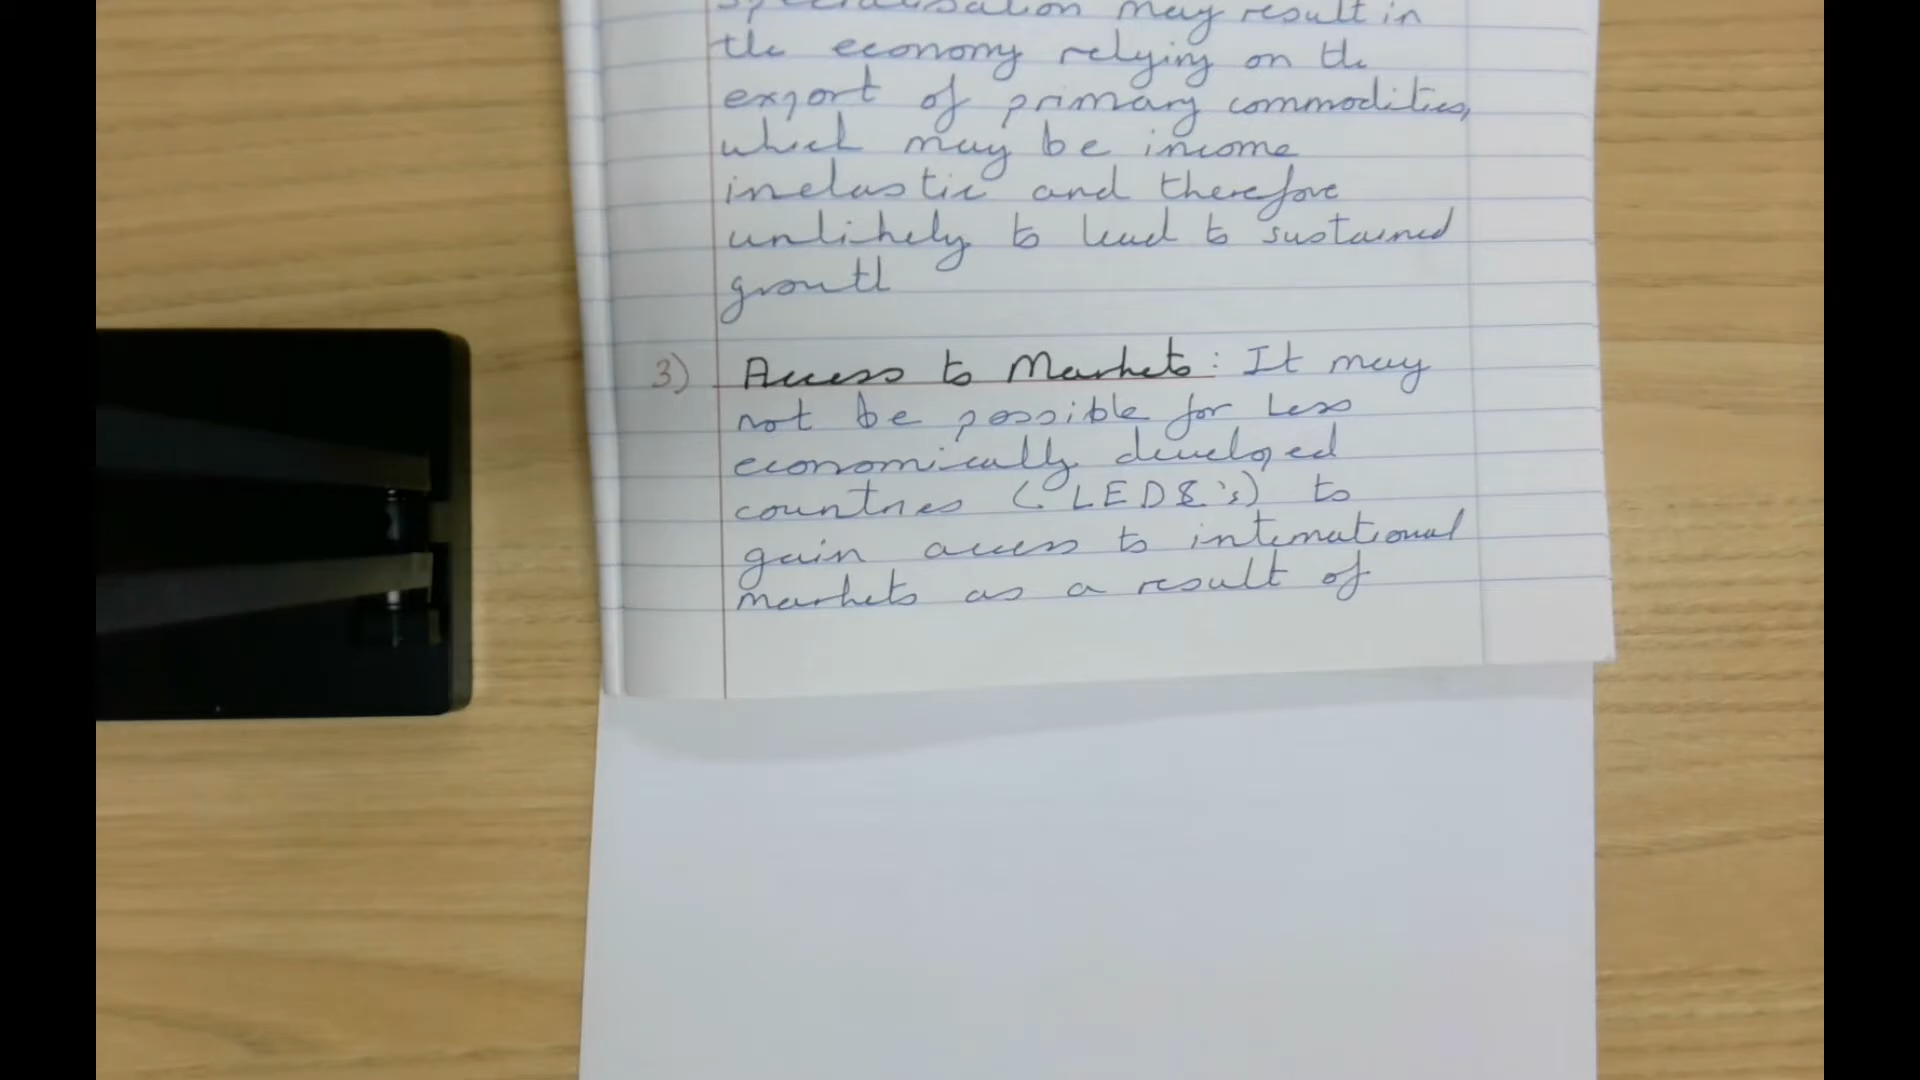 specialisation may result in
the economy relying on the
export of primary commodities,
which may be income
inelastic and therefore
unlikely to lead to sustained
growth
3) Access to Markets: It may
not be possible for less
economically developed
countries (LEDC's) to
gain access to international
markets as a result of